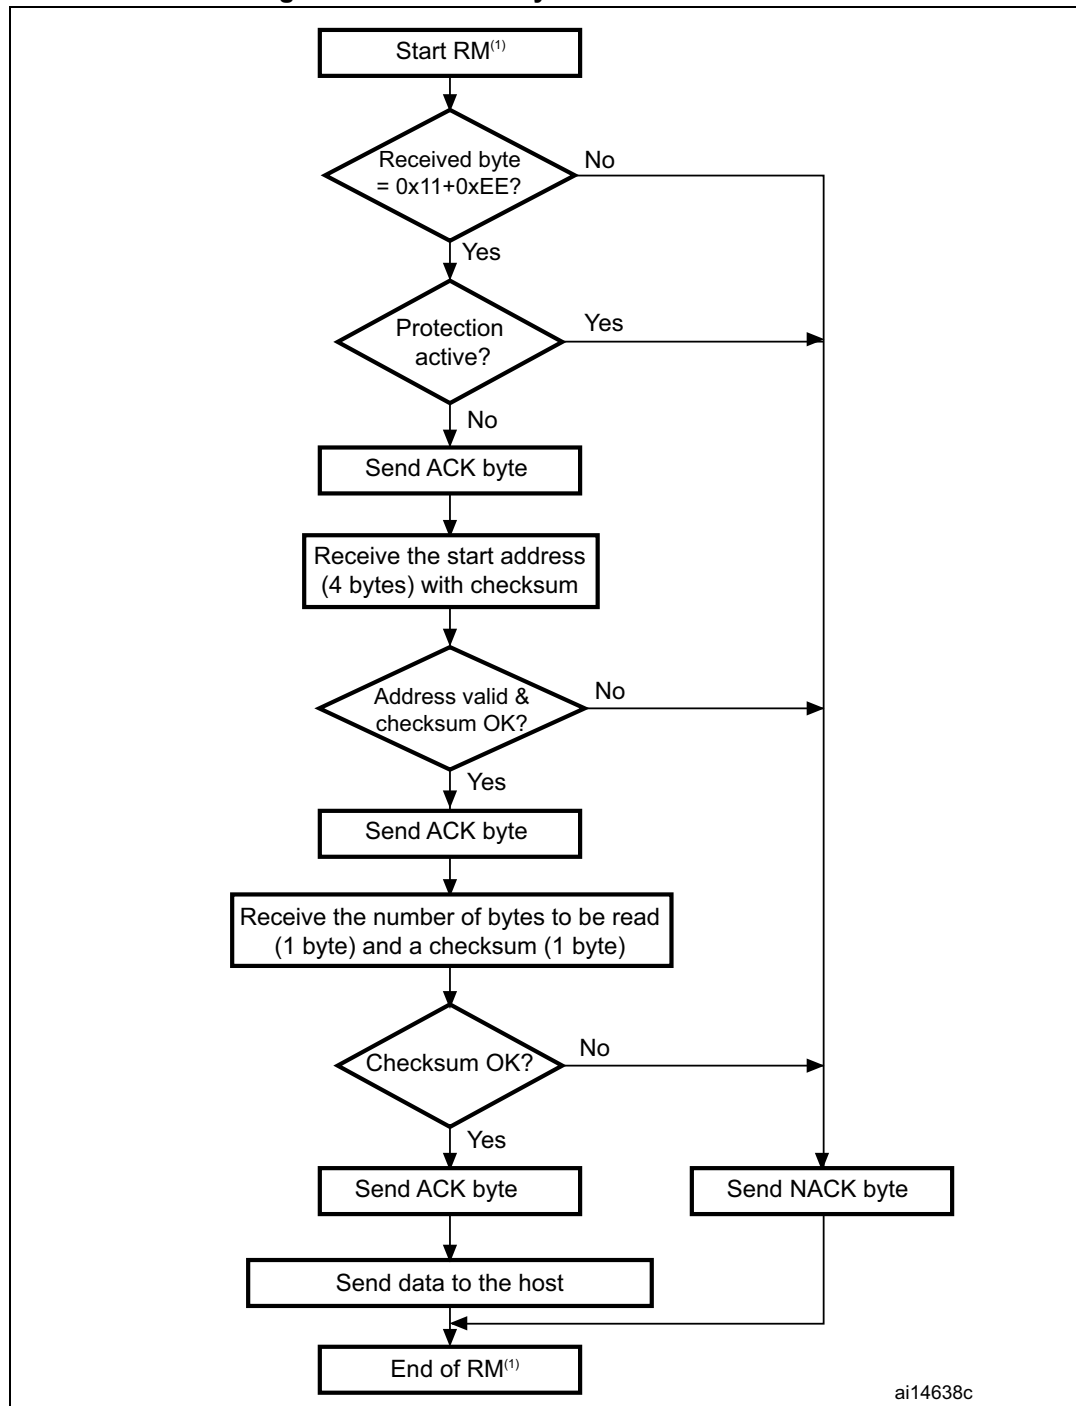 Start RM(1)
Received byte
= 0x11+0xEE?
No
Yes
Protection
active?
Yes
No
Send ACK byte
Receive the start address
(4 bytes) with checksum
Address valid &
checksum OK?
No
Yes
Send ACK byte
Receive the number of bytes to be read
(1 byte) and a checksum (1 byte)
Checksum OK?
No
Yes
Send ACK byte
Send NACK byte
Send data to the host
End of RM(1)
ai14638c